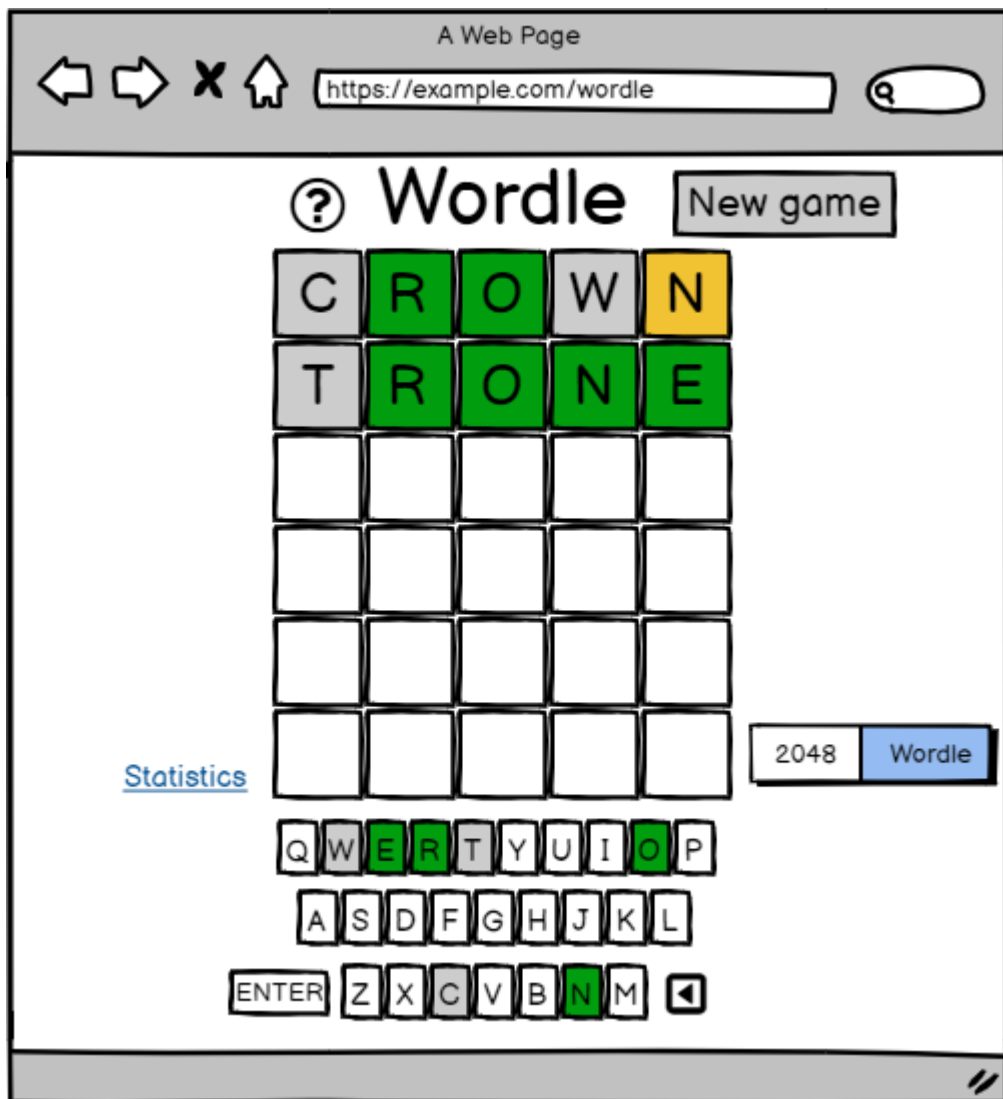 A Web Page
https://example.com/wordle
? Wordle New game
C R O W N
T R O N E
2048 Wordle
Statistics
Q W E R T Y U I O P
A S D F G H J K L
ENTER Z X C V B N M